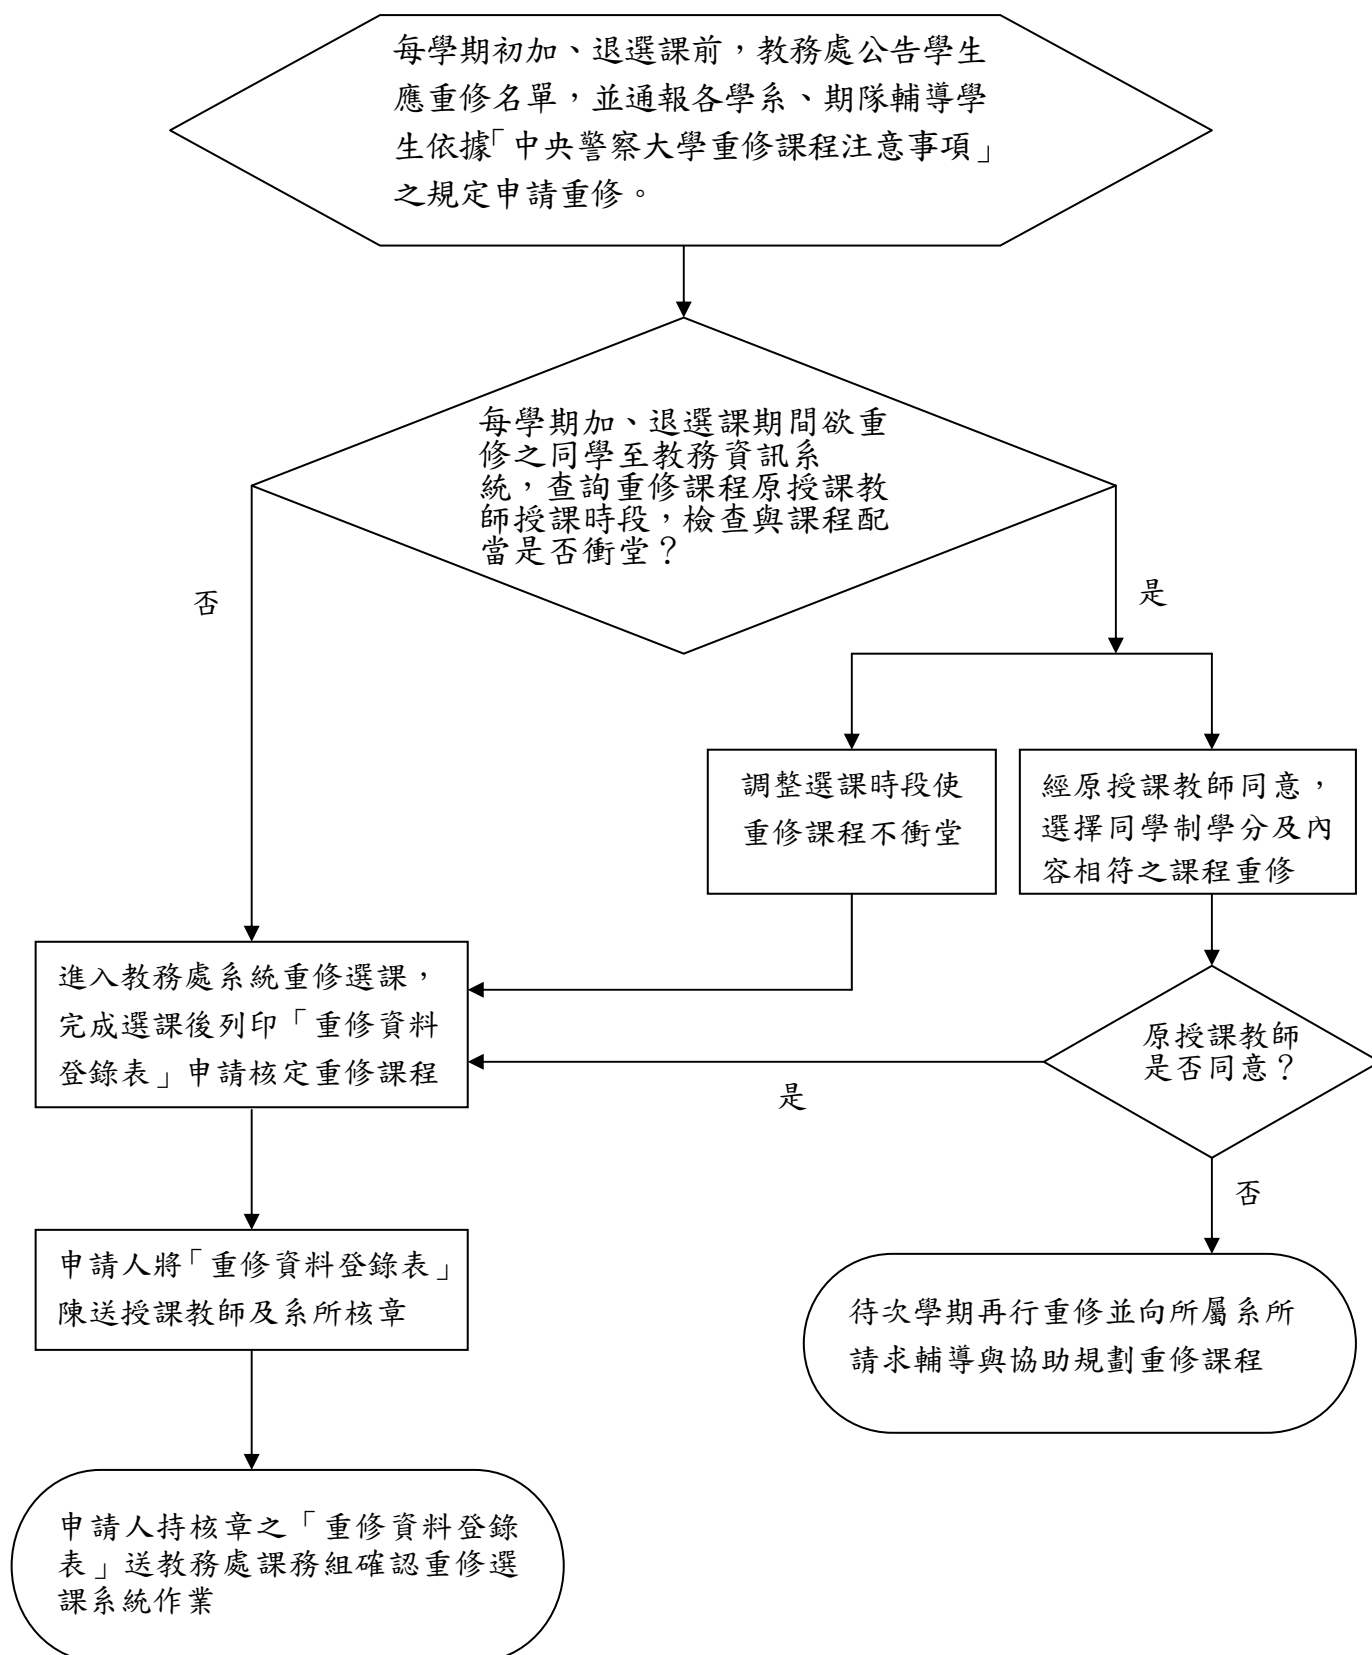 每學期初加、退選課前，教務處公告學生
應重修名單，並通報各學系、期隊輔導學
生依據「中央警察大學重修課程注意事項」
之規定申請重修。
每學期加、退選課期間欲重
修之同學至教務資訊系
統，查詢重修課程原授課教
師授課時段，檢查與課程配
當是否衝堂？
否
是
調整選課時段使
重修課程不衝堂
經原授課教師同意，
選擇同學制學分及內
容相符之課程重修
進入教務處系統重修選課，
完成選課後列印「重修資料
登錄表」申請核定重修課程
原授課教師
是否同意？
是
否
申請人將「重修資料登錄表」
陳送授課教師及系所核章
待次學期再行重修並向所屬系所
請求輔導與協助規劃重修課程
申請人持核章之「重修資料登錄
表」送教務處課務組確認重修選
課系統作業